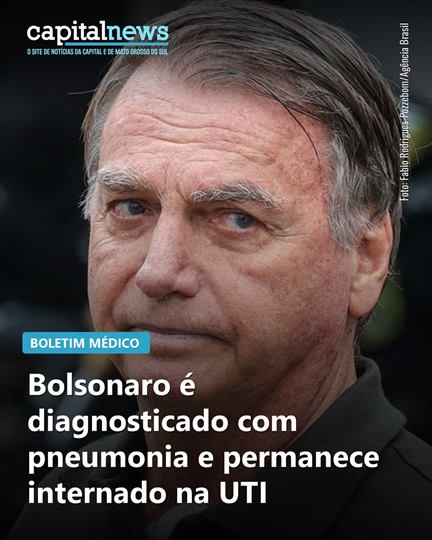 capitalnews
O SITE DE NOTÍCIAS DA CAPITAL E DE MATO GROSSO DO SUL
Foto: Fabio Rodrigues-Pozzebom/Agência Brasil
BOLETIM MÉDICO
Bolsonaro é
diagnosticado com
pneumonia e permanece
internado na UTI